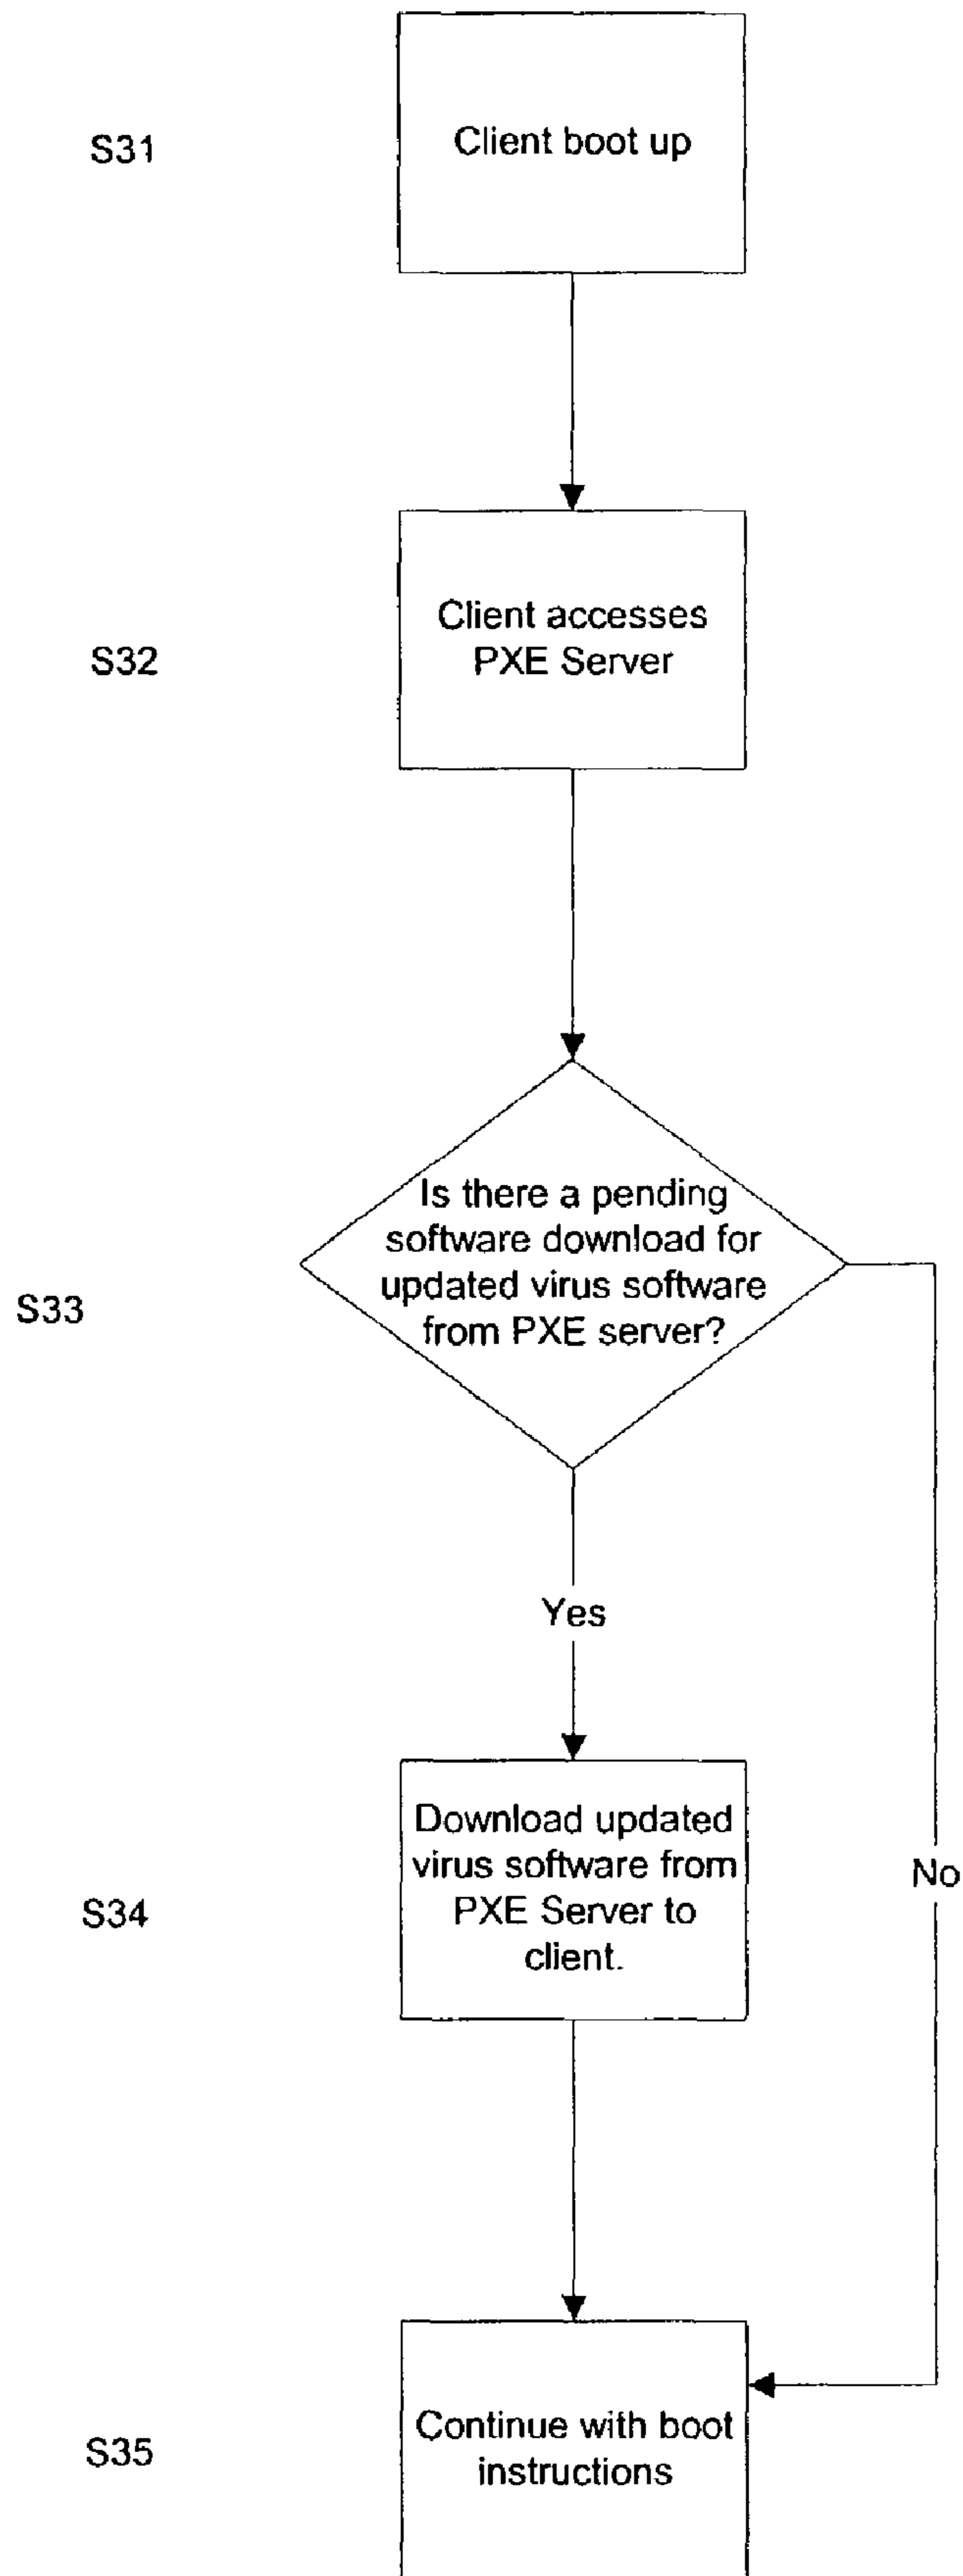 S31
Client boot up
S32
Client accesses
PXE Server
S33
Is there a pending
software download for
updated virus software
from PXE server?
Yes
S34
Download updated
virus software from
PXE Server to
client.
No
S35
Continue with boot
instructions